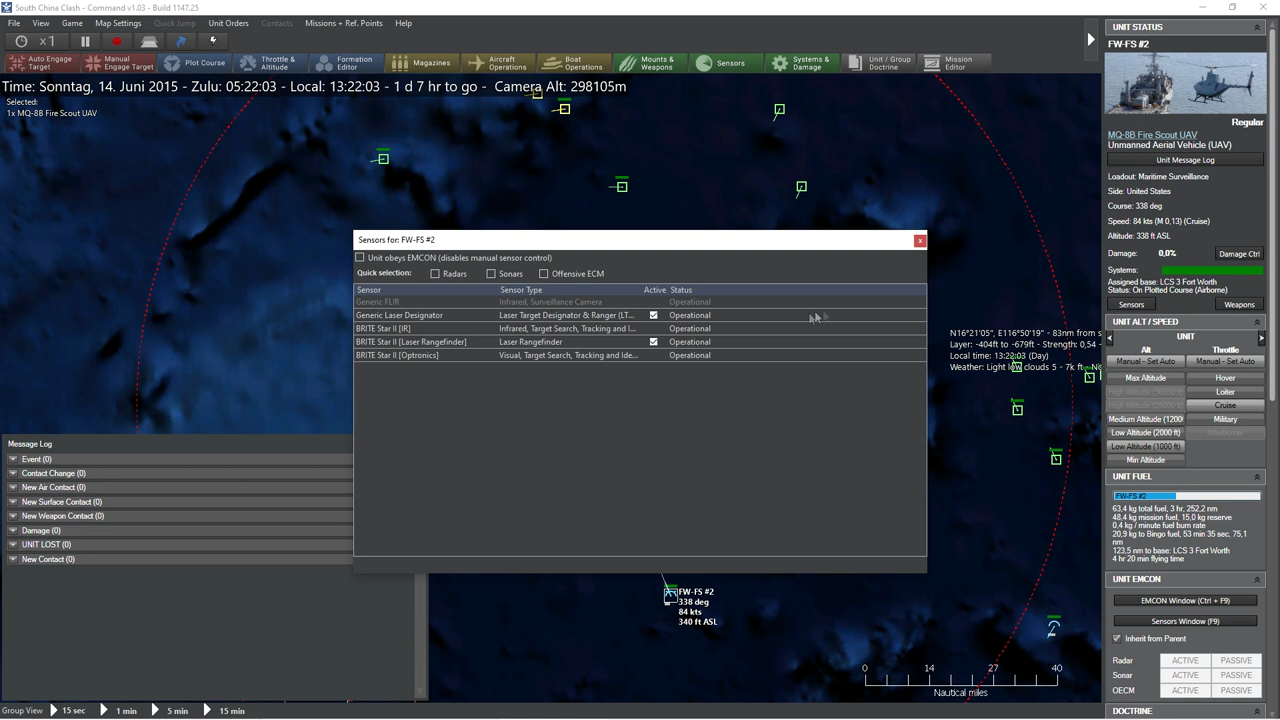 South China Clash - Command v1.03 - Build 1147.25
File View Game Map Settings Quick Jump Unit Orders Contacts Missions + Ref. Points Help
x1
Auto Engage Target Manual Engage Target Plot Course Throttle & Altitude Formation Editor Magazines Aircraft Operations Boat Operations Mounts & Weapons Sensors Systems & Damage Unit / Group Doctrine Mission Editor
Time: Sonntag, 14. Juni 2015 - Zulu: 05:22:03 - Local: 13:22:03 - 1 d 7 hr to go - Camera Alt: 298105m
Selected:
1x MQ-8B Fire Scout UAV
Sensors for: FW-FS #2
x
Unit obeys EMCON (disables manual sensor control)
Quick selection: Radars Sonars Offensive ECM
Sensor Sensor Type Active Status
Generic FLIR Infrared, Surveillance Camera Operational
Generic Laser Designator Laser Target Designator & Ranger (LT... Operational
BRITE Star II [IR] Infrared, Target Search, Tracking and I... Operational
BRITE Star II [Laser Rangefinder] Laser Rangefinder Operational
BRITE Star II [Optronics] Visual, Target Search, Tracking and Ide... Operational
N16°21'05", E116°50'19" - 83nm from s
Layer: -404ft to -679ft - Strength: 0,54 -
Local time: 13:22:03 (Day)
Weather: Light low clouds 5 - 7k ft - No
Message Log
Event (0)
Contact Change (0)
New Air Contact (0)
New Surface Contact (0)
New Weapon Contact (0)
Damage (0)
UNIT LOST (0)
New Contact (0)
FW-FS #2
338 deg
84 kts
340 ft ASL
0 14 27 40
Nautical miles
Group View 15 sec 1 min 5 min 15 min
UNIT STATUS
FW-FS #2
Regular
MQ-8B Fire Scout UAV
Unmanned Aerial Vehicle (UAV)
Unit Message Log
Loadout: Maritime Surveillance
Side: United States
Course: 338 deg
Speed: 84 kts (M 0,13) (Cruise)
Altitude: 338 ft ASL
Damage: 0,0% Damage Ctrl
Systems:
Assigned base: LCS 3 Fort Worth
Status: On Plotted Course (Airborne)
Sensors Weapons
UNIT ALT / SPEED
UNIT
Alt Throttle
Manual - Set Auto Manual - Set Auto
Max Altitude Hover
Loiter
Cruise
Medium Altitude (1200 Military
Low Altitude (2000 ft) Afterburner
Low Altitude (1000 ft)
Min Altitude
UNIT FUEL
FW-FS #2
63,4 kg total fuel, 3 hr, 252,2 nm
48,4 kg mission fuel, 15,0 kg reserve
0,4 kg / minute fuel burn rate
20,9 kg to Bingo fuel, 53 min 35 sec, 75,1
nm
123,5 nm to base: LCS 3 Fort Worth
4 hr 20 min flying time
UNIT EMCON
EMCON Window (Ctrl + F9)
Sensors Window (F9)
Inherit from Parent
Radar ACTIVE PASSIVE
Sonar ACTIVE PASSIVE
OECM ACTIVE PASSIVE
DOCTRINE